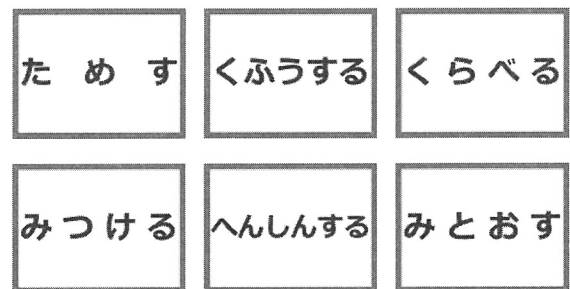 ためす
くふうする
くらべる
みつける
へんしんする
みとおす